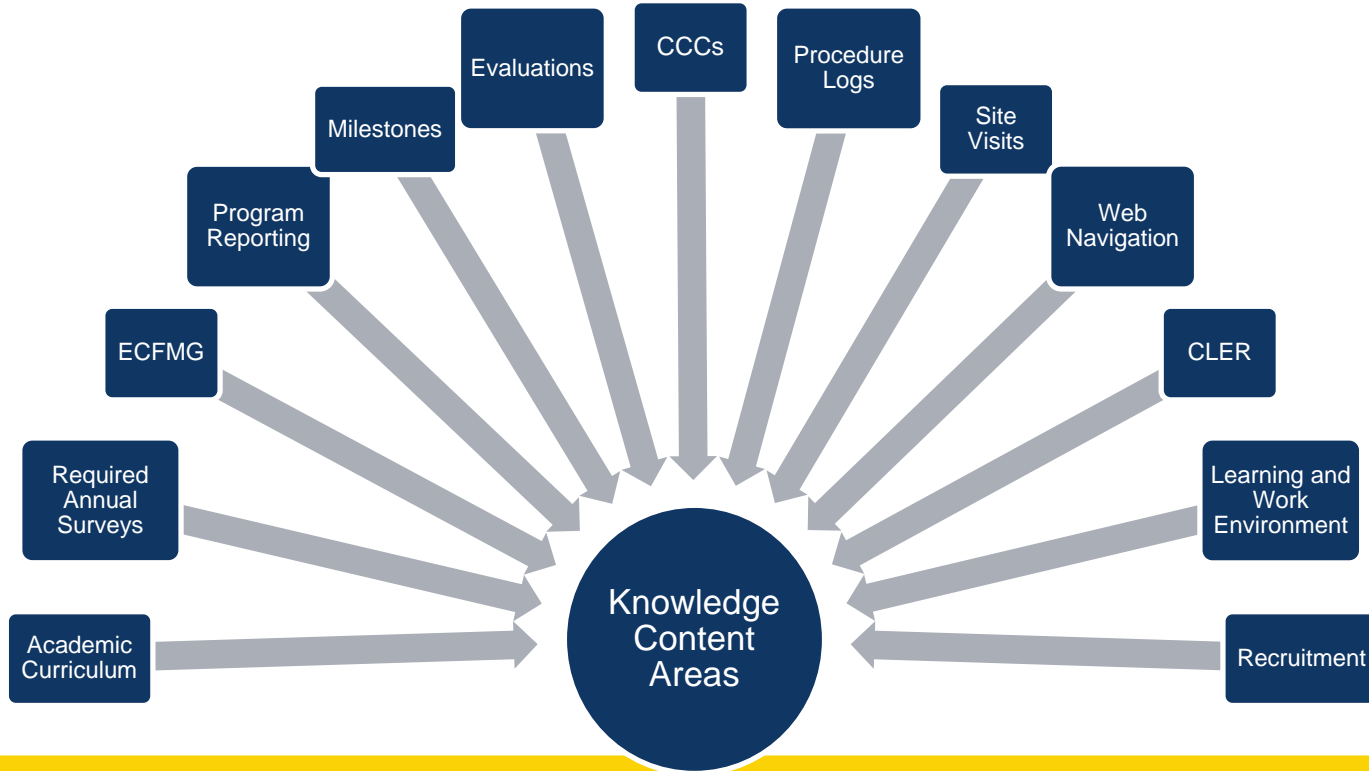 CCCs
Evaluations
Procedure
Logs
Milestones
Site
Visits
Program
Reporting
Web
Navigation
ECFMG
CLER
Required
Annual
Surveys
Learning and
Work
Environment
Academic
Curriculum
Knowledge
Content
Areas
Recruitment